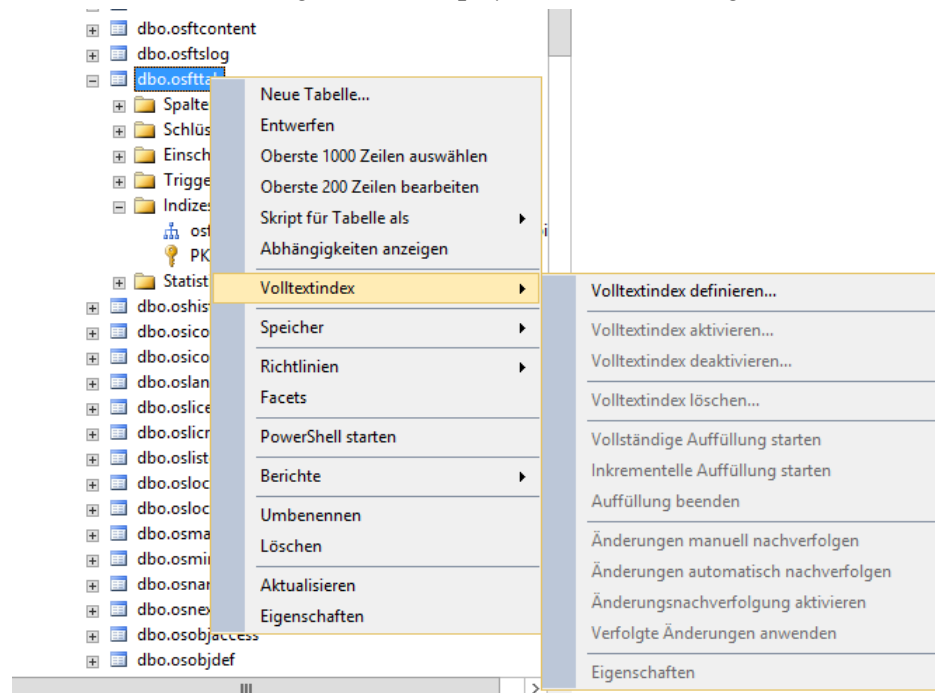 dbo.osftcontent
dbo.osftslog
dbo.osftta
Spalte
Schlüs
Einsch
Trigge
Indizes
osf
PK
Statist
dbo.oshis
dbo.osico
dbo.osico
dbo.oslan
dbo.oslice
dbo.oslicr
dbo.oslist
dbo.osloc
dbo.osloc
dbo.osma
dbo.osmi
dbo.osnar
dbo.osnex
dbo.osobjaccess
dbo.osobjdef
Neue Tabelle...
Entwerfen
Oberste 1000 Zeilen auswählen
Oberste 200 Zeilen bearbeiten
Skript für Tabelle als
Abhängigkeiten anzeigen
Volltextindex
Speicher
Richtlinien
Facets
PowerShell starten
Berichte
Umbenennen
Löschen
Aktualisieren
Eigenschaften
Volltextindex definieren...
Volltextindex aktivieren...
Volltextindex deaktivieren...
Volltextindex löschen...
Vollständige Auffüllung starten
Inkrementelle Auffüllung starten
Auffüllung beenden
Änderungen manuell nachverfolgen
Änderungen automatisch nachverfolgen
Änderungsnachverfolgung aktivieren
Verfolgte Änderungen anwenden
Eigenschaften